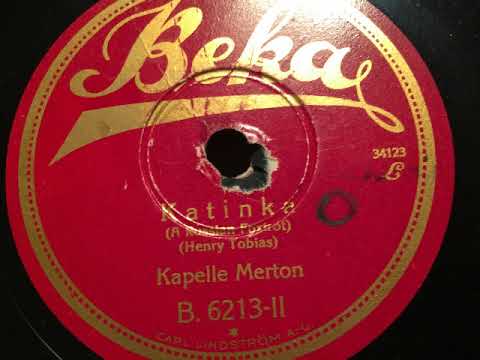 Beka
34123
L
Katinka
(A Russian Foxtrot)
(Henry Tobias)
Kapelle Merton
B. 6213-II
*
CARL LINDSTRÖM A-G.